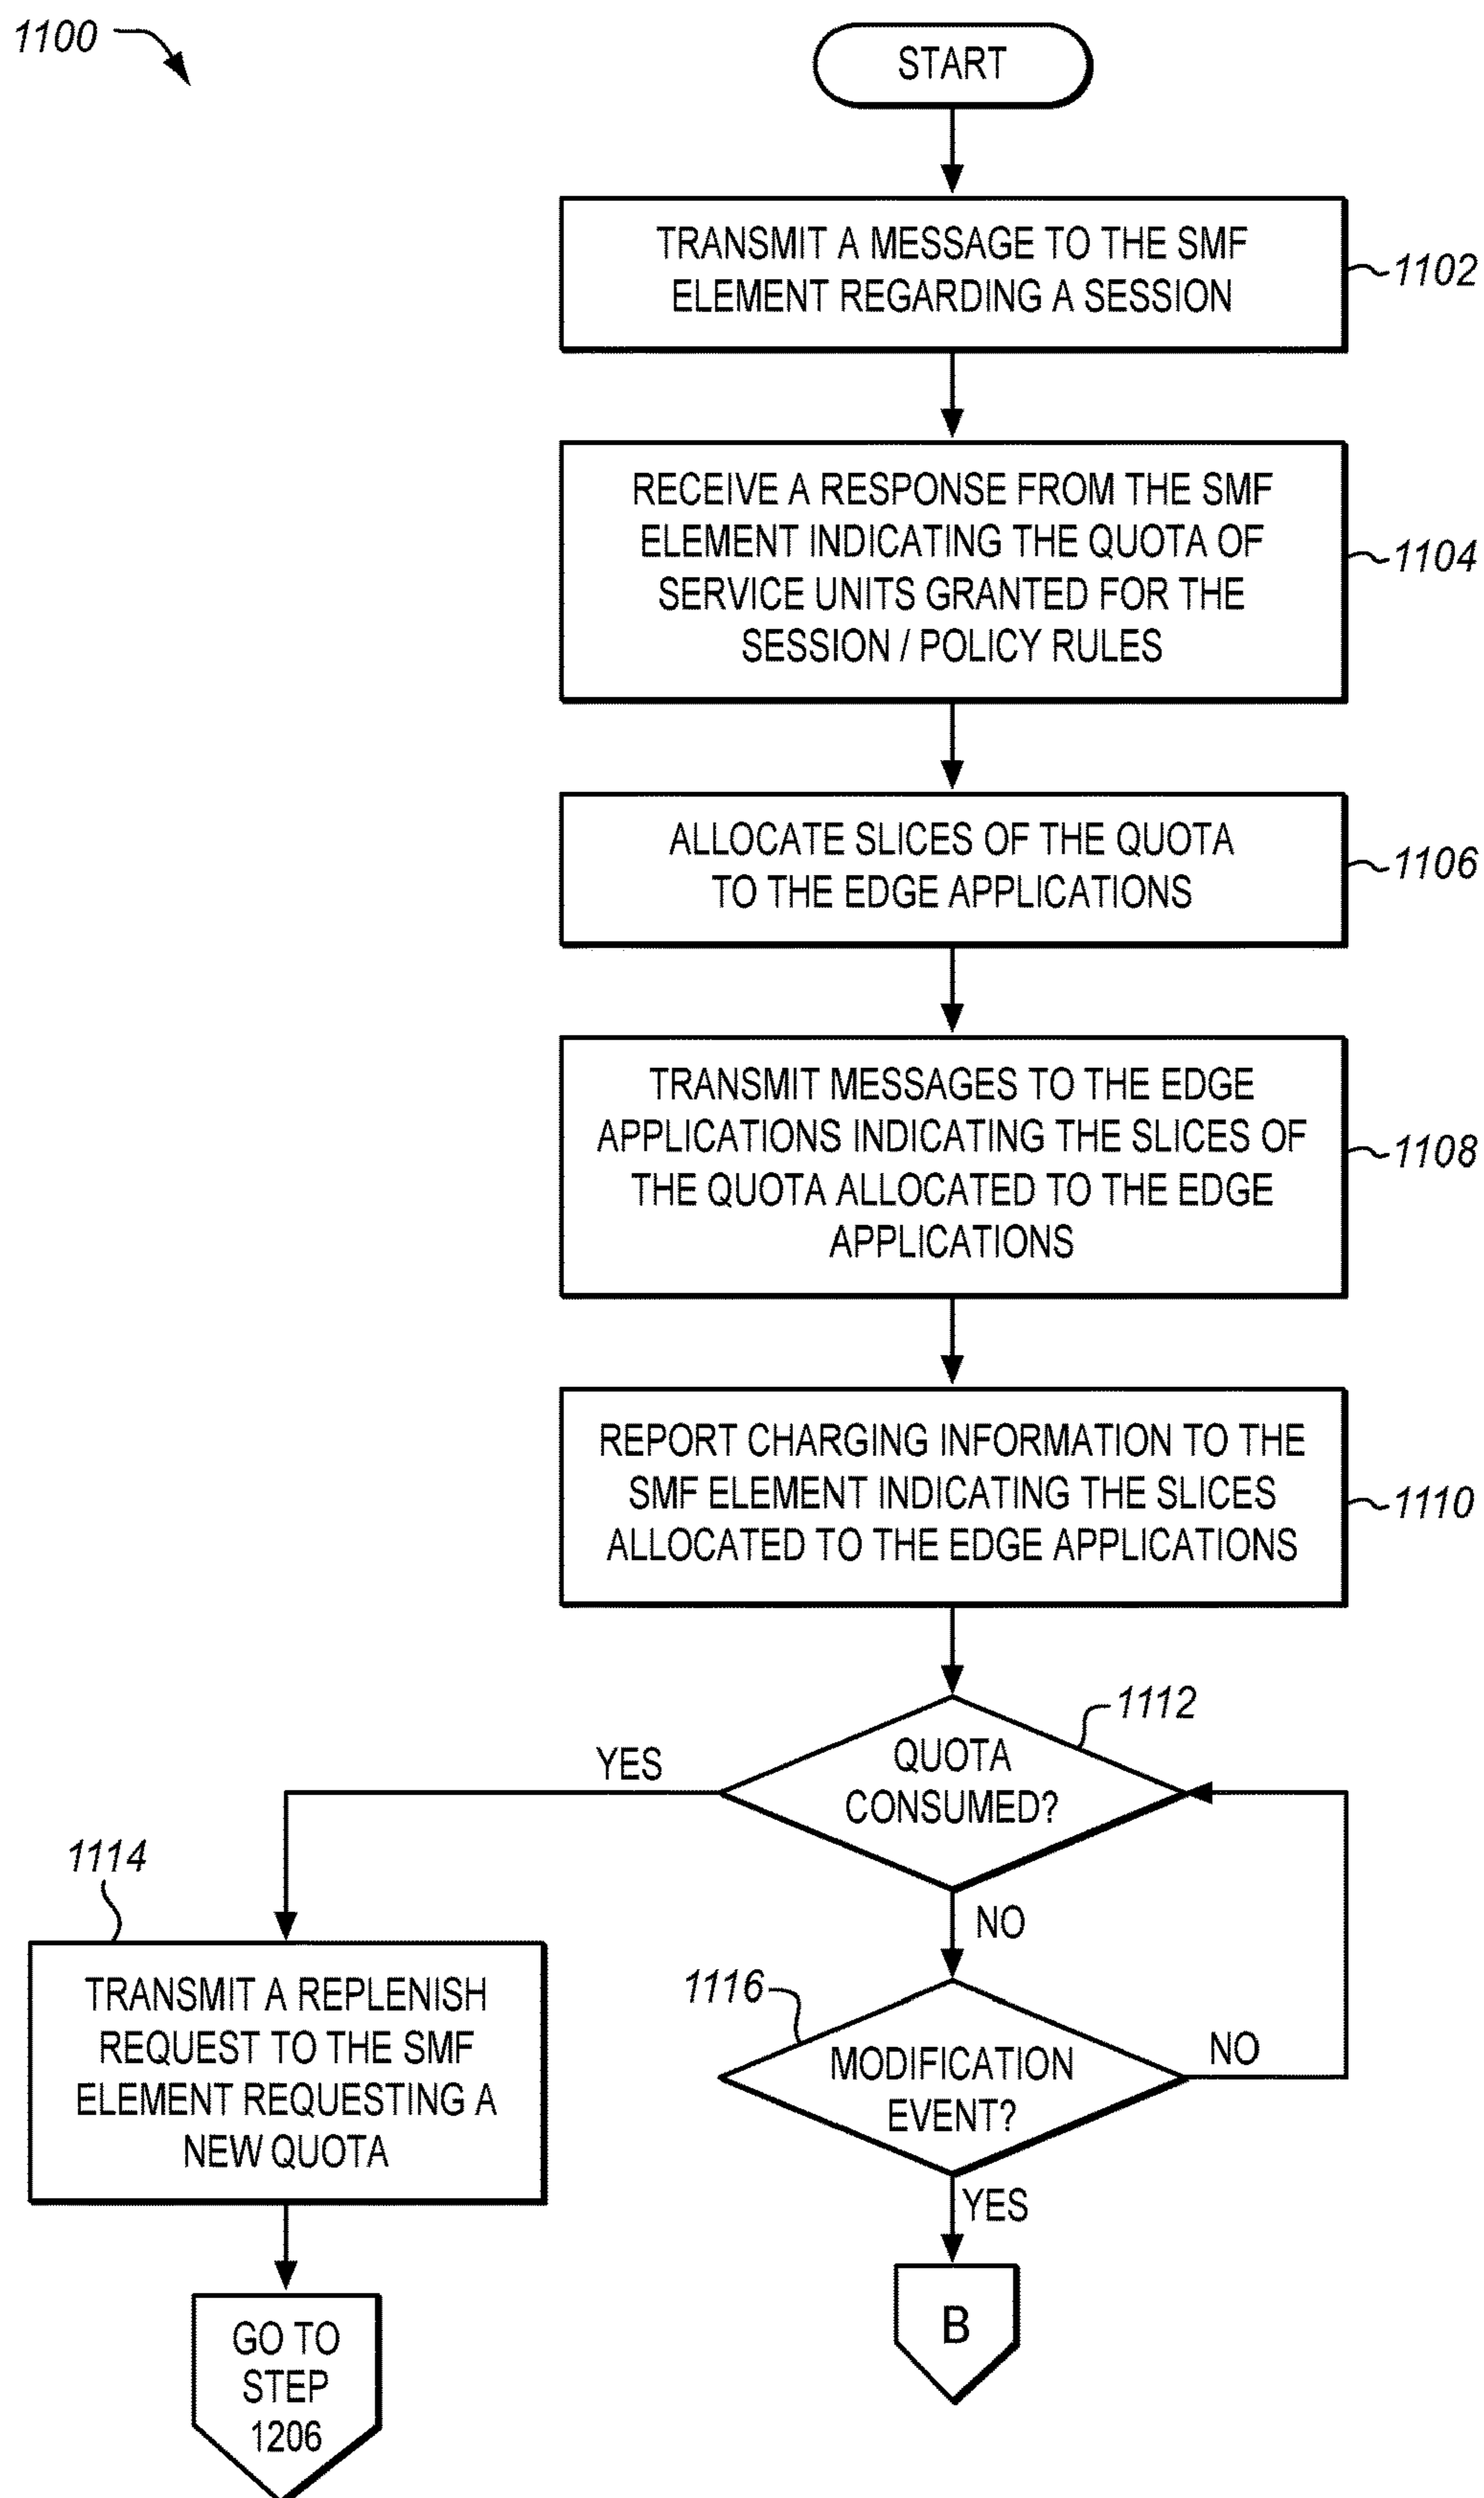 1100
START
TRANSMIT A MESSAGE TO THE SMF
ELEMENT REGARDING A SESSION
1102
RECEIVE A RESPONSE FROM THE SMF
ELEMENT INDICATING THE QUOTA OF
SERVICE UNITS GRANTED FOR THE
SESSION / POLICY RULES
1104
ALLOCATE SLICES OF THE QUOTA
TO THE EDGE APPLICATIONS
1106
TRANSMIT MESSAGES TO THE EDGE
APPLICATIONS INDICATING THE SLICES OF
THE QUOTA ALLOCATED TO THE EDGE
APPLICATIONS
1108
REPORT CHARGING INFORMATION TO THE
SMF ELEMENT INDICATING THE SLICES
ALLOCATED TO THE EDGE APPLICATIONS
1110
1112
QUOTA
CONSUMED?
YES
NO
1114
TRANSMIT A REPLENISH
REQUEST TO THE SMF
ELEMENT REQUESTING A
NEW QUOTA
1116
MODIFICATION
EVENT?
NO
YES
GO TO
STEP
1206
B